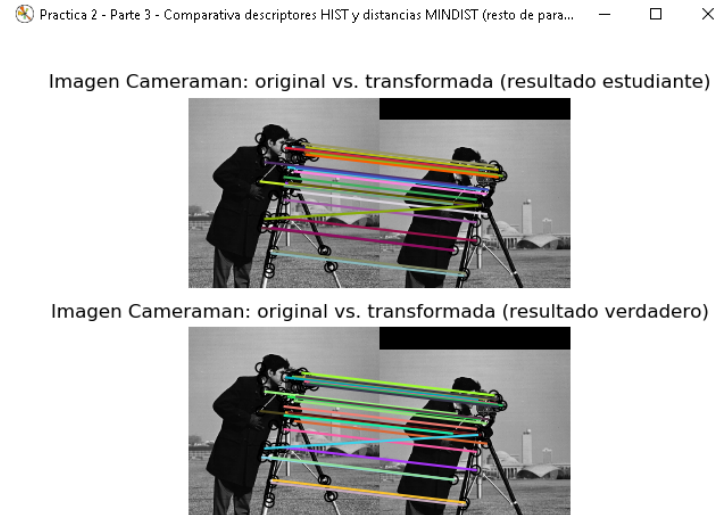 Practica 2 - Parte 3 - Comparativa descriptores HIST y distancias MINDIST (resto de para...
Imagen Cameraman: original vs. transformada (resultado estudiante)
Imagen Cameraman: original vs. transformada (resultado verdadero)